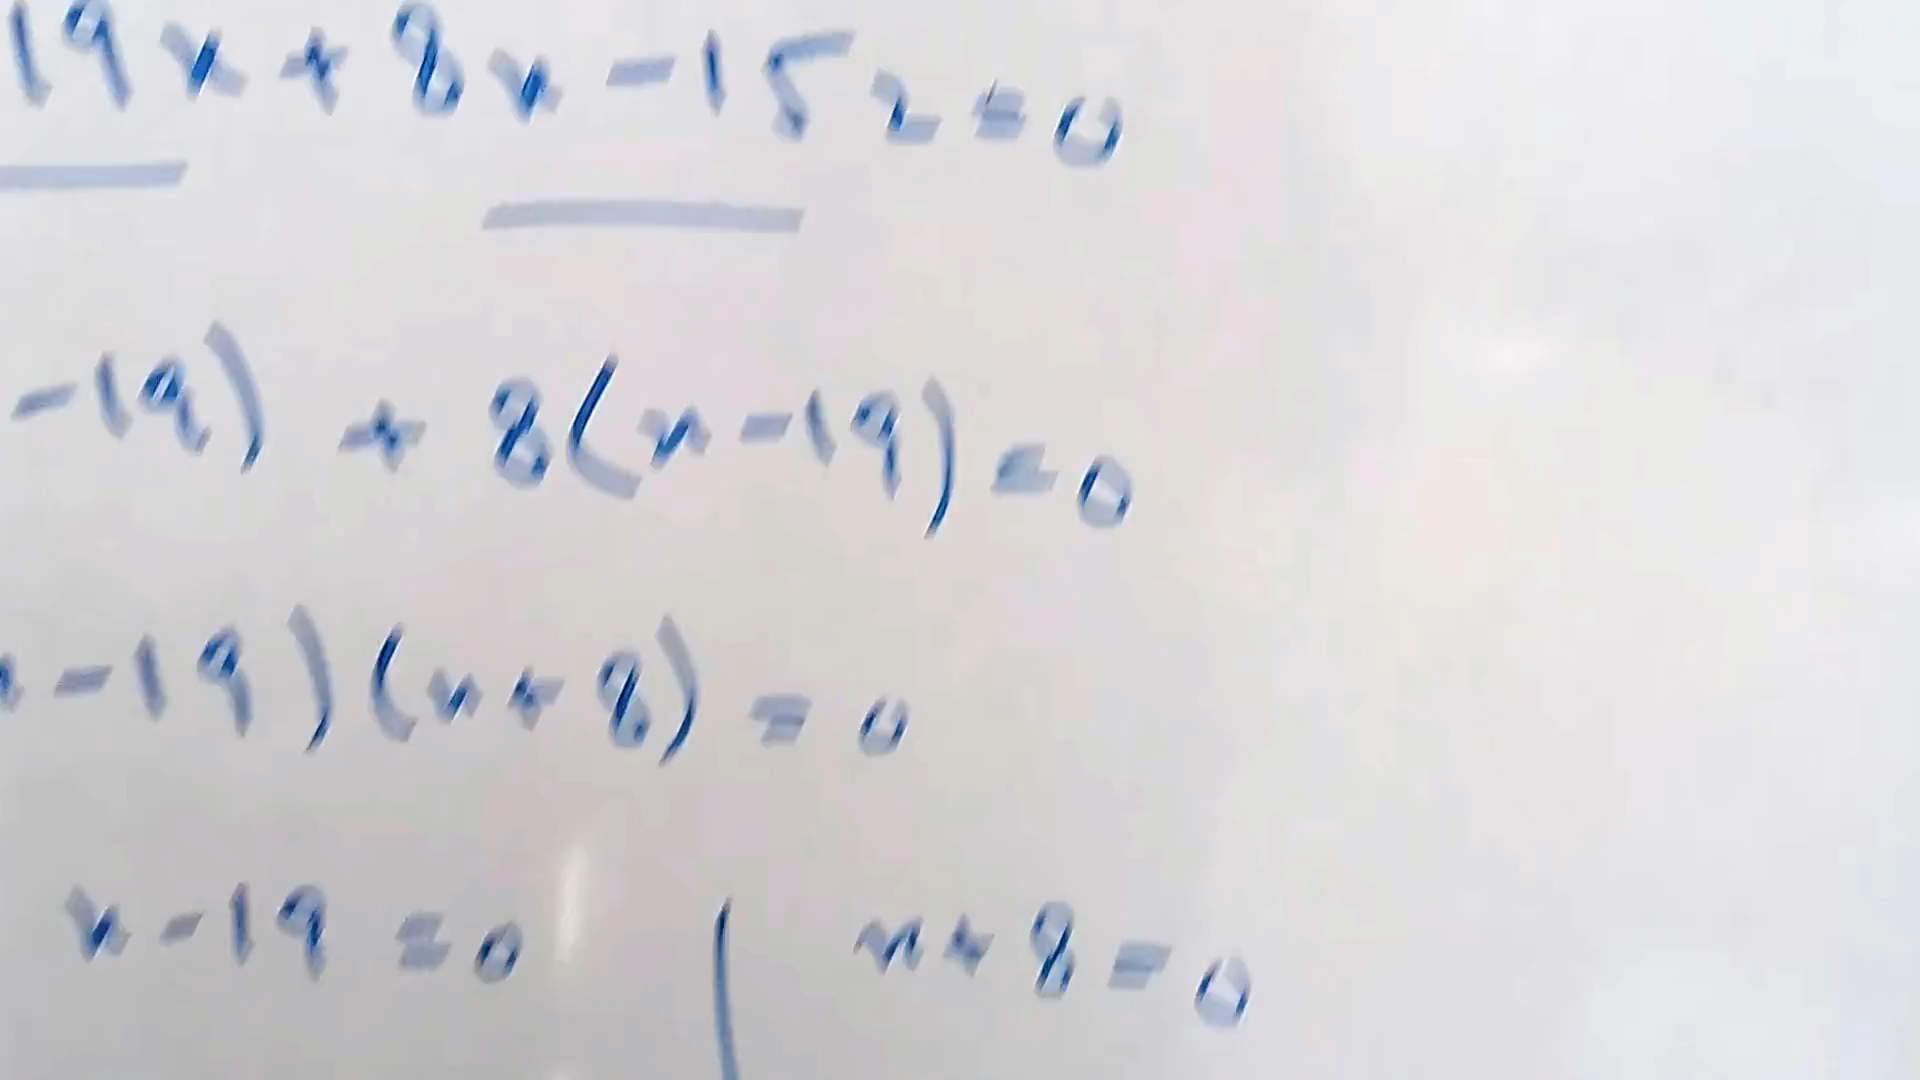 19x + 8x - 152 = 0
-19) + 8(x - 19) = 0
x - 19) (x + 8) = 0
x - 19 = 0 | x + 8 = 0